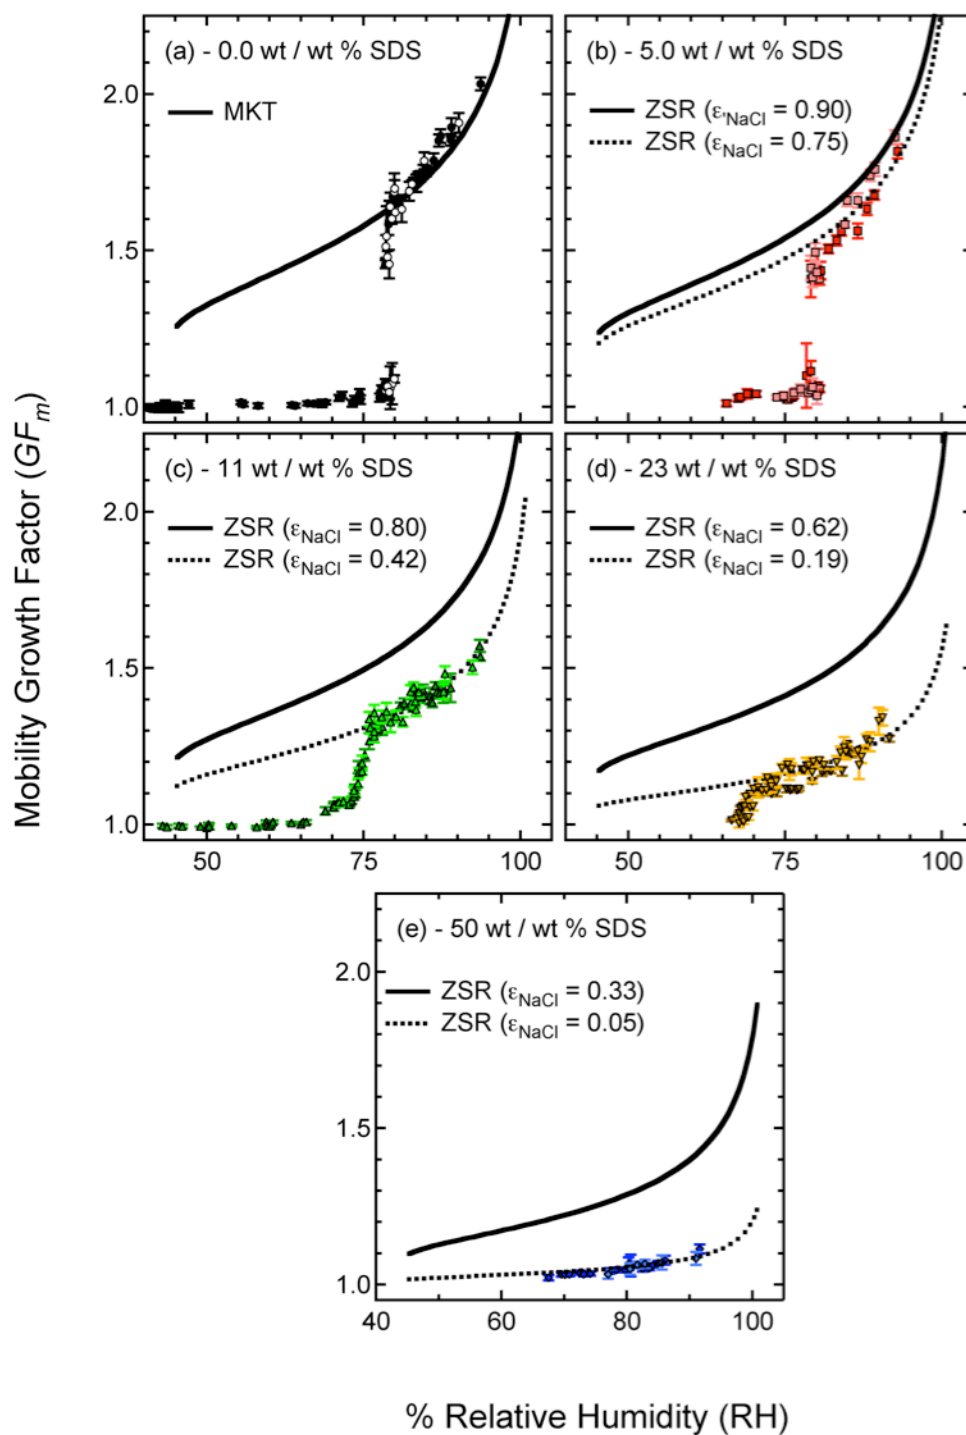 (a) - 0.0 wt / wt % SDS
MKT
2.0
1.5
1.0
(b) - 5.0 wt / wt % SDS
ZSR (ε'NaCl = 0.90)
ZSR (εNaCl = 0.75)
(c) - 11 wt / wt % SDS
ZSR (εNaCl = 0.80)
ZSR (εNaCl = 0.42)
2.0
1.5
1.0
50 75 100
(d) - 23 wt / wt % SDS
ZSR (εNaCl = 0.62)
ZSR (εNaCl = 0.19)
50 75 100
(e) - 50 wt / wt % SDS
ZSR (εNaCl = 0.33)
ZSR (εNaCl = 0.05)
2.0
1.5
1.0
40 60 80 100
Mobility Growth Factor (GFm)
% Relative Humidity (RH)